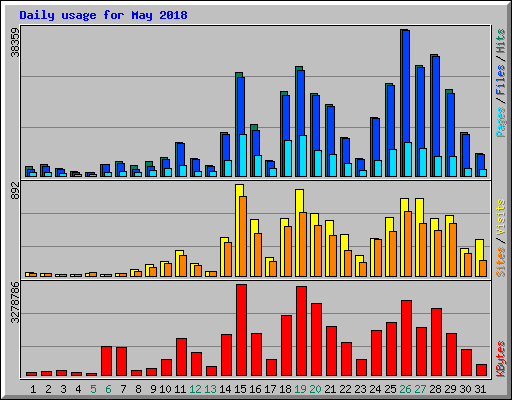 Daily usage for May 2018
38359
Pages / Files / Hits
892
Sites / Visits
3278786
KBytes
1 2 3 4 5 6 7 8 9 10 11 12 13 14 15 16 17 18 19 20 21 22 23 24 25 26 27 28 29 30 31